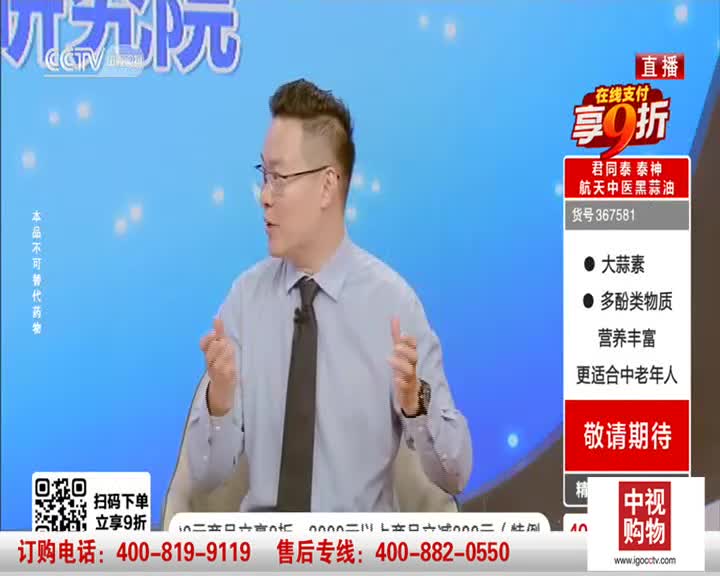 研究院
CCTV
直播
在线支付
享9折
君同泰 泰神
航天中医黑蒜油
货号 367581
● 大蒜素
● 多酚类物质
营养丰富
更适合中老年人
敬请期待
本品不可替代药物
扫码下单
立享9折
中视
购物
www.igocctv.com
订购电话：400-819-9119 售后专线：400-882-0550